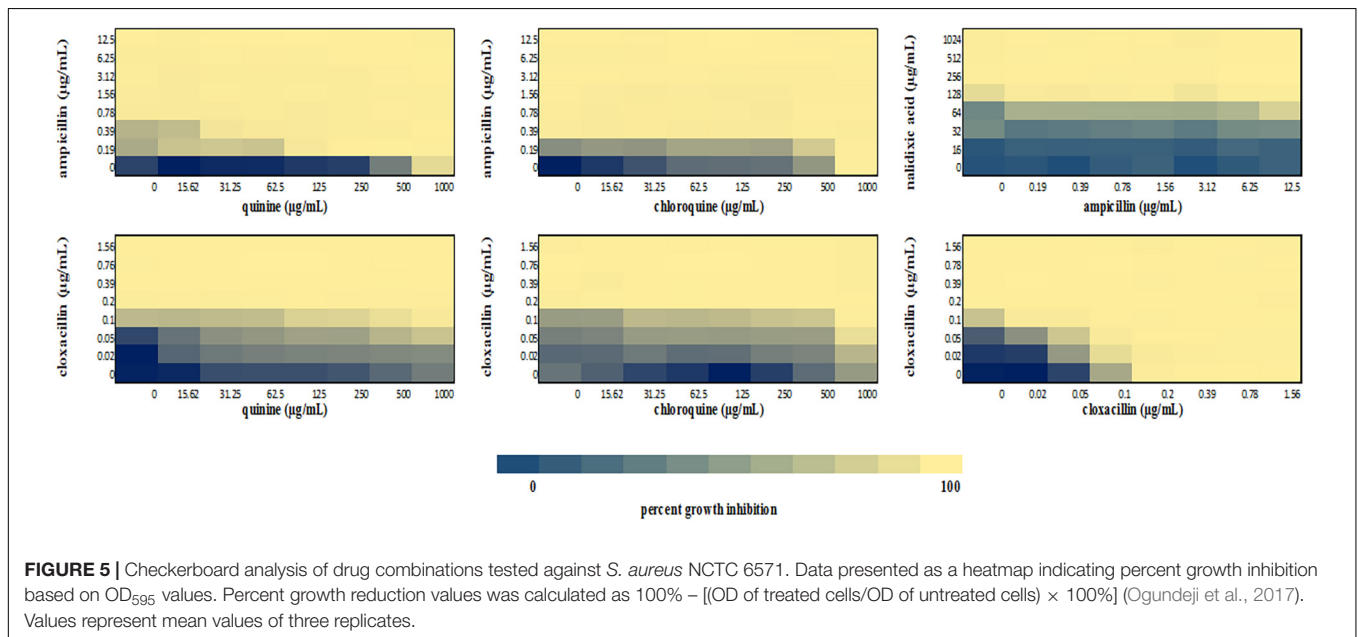 ampicillin (µg/mL)
12.5
6.25
3.12
1.56
0.78
0.39
0.19
0
0 15.62 31.25 62.5 125 250 500 1000
quinine (µg/mL)
ampicillin (µg/mL)
12.5
6.25
3.12
1.56
0.78
0.39
0.19
0
0 15.62 31.25 62.5 125 250 500 1000
chloroquine (µg/mL)
nalidixic acid (µg/mL)
1024
512
256
128
64
32
16
0
0 0.19 0.39 0.78 1.56 3.12 6.25 12.5
ampicillin (µg/mL)
cloxacillin (µg/mL)
1.56
0.76
0.39
0.2
0.1
0.05
0.02
0
0 15.62 31.25 62.5 125 250 500 1000
quinine (µg/mL)
cloxacillin (µg/mL)
1.56
0.76
0.39
0.2
0.1
0.05
0.02
0
0 15.62 31.25 62.5 125 250 500 1000
chloroquine (µg/mL)
cloxacillin (µg/mL)
1.56
0.78
0.39
0.2
0.1
0.05
0.02
0
0 0.02 0.05 0.1 0.2 0.39 0.78 1.56
cloxacillin (µg/mL)
0 100
percent growth inhibition
FIGURE 5 | Checkerboard analysis of drug combinations tested against S. aureus NCTC 6571. Data presented as a heatmap indicating percent growth inhibition
based on OD595 values. Percent growth reduction values was calculated as 100% – [(OD of treated cells/OD of untreated cells) × 100%] (Ogundeji et al., 2017).
Values represent mean values of three replicates.